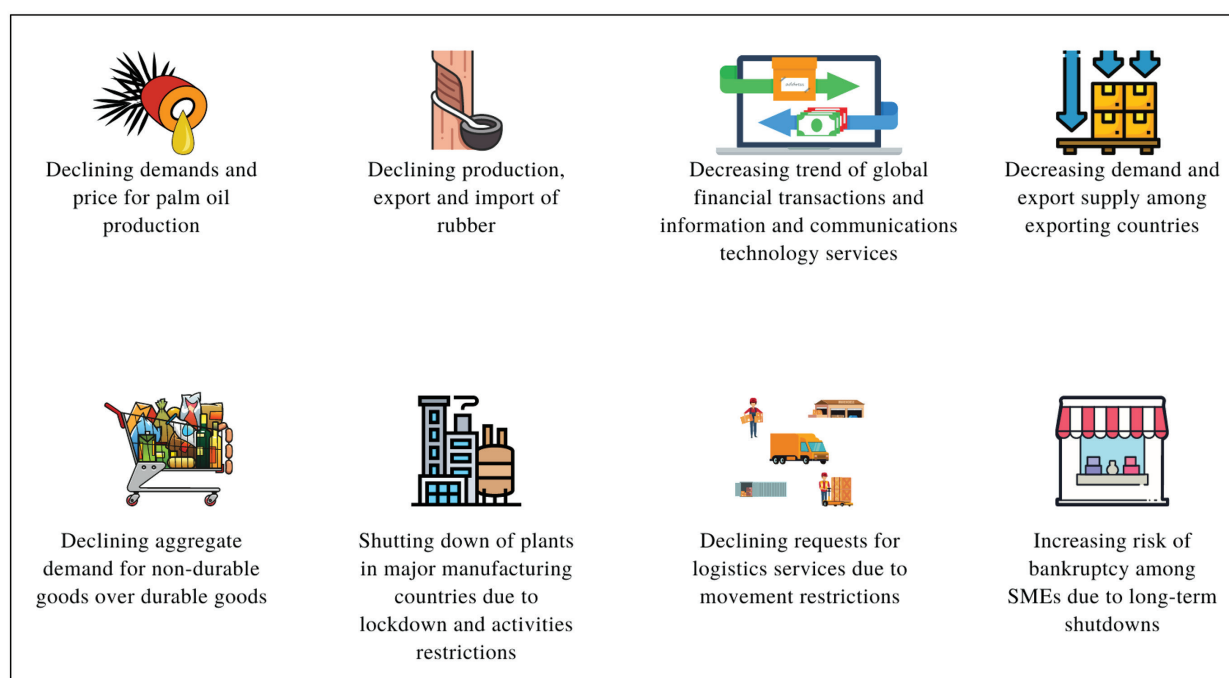 Declining demands and
price for palm oil
production
Declining production,
export and import of
rubber
address
Decreasing trend of global
financial transactions and
information and communications
technology services
Decreasing demand and
export supply among
exporting countries
Declining aggregate
demand for non-durable
goods over durable goods
Shutting down of plants
in major manufacturing
countries due to
lockdown and activities
restrictions
Declining requests for
logistics services due to
movement restrictions
Increasing risk of
bankruptcy among
SMEs due to long-term
shutdowns